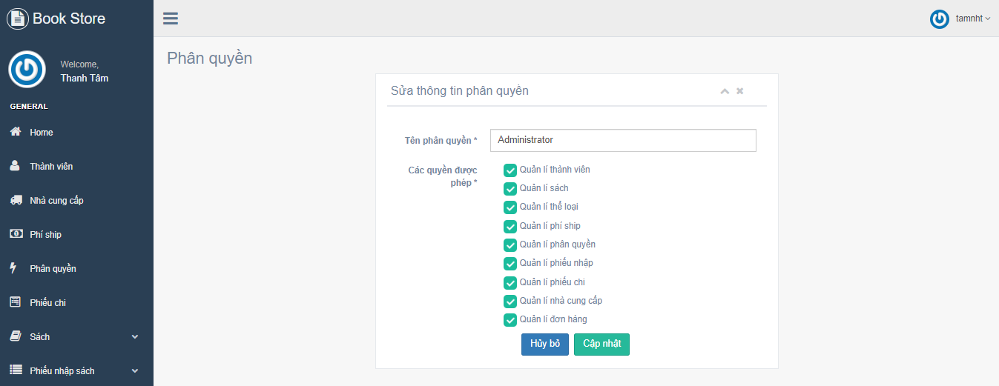 Book Store
tamnht
Welcome,
Thanh Tâm
GENERAL
Home
Thành viên
Nhà cung cấp
Phí ship
Phân quyền
Phiếu chi
Sách
Phiếu nhập sách
Phân quyền
Sửa thông tin phân quyền
Tên phân quyền *
Administrator
Các quyền được
phép *
Quản lí thành viên
Quản lí sách
Quản lí thể loại
Quản lí phí ship
Quản lí phân quyền
Quản lí phiếu nhập
Quản lí phiếu chi
Quản lí nhà cung cấp
Quản lí đơn hàng
Hủy bỏ
Cập nhật